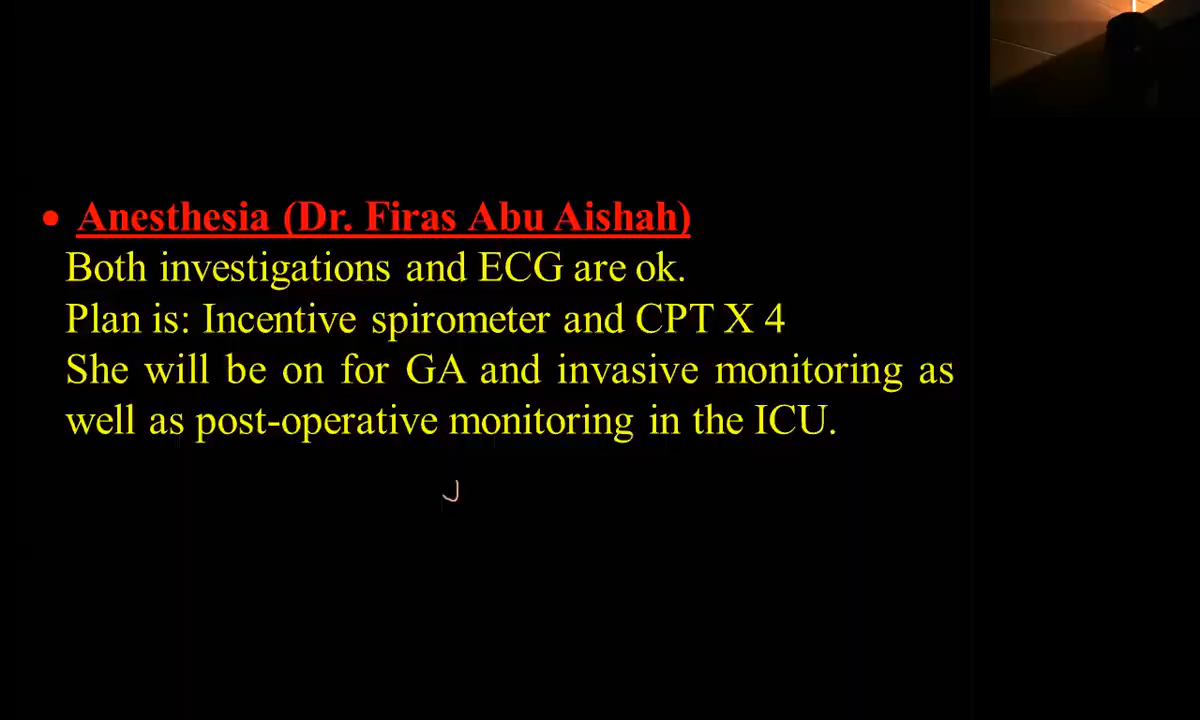 • Anesthesia (Dr. Firas Abu Aishah)
Both investigations and ECG are ok.
Plan is: Incentive spirometer and CPT X 4
She will be on for GA and invasive monitoring as
well as post-operative monitoring in the ICU.